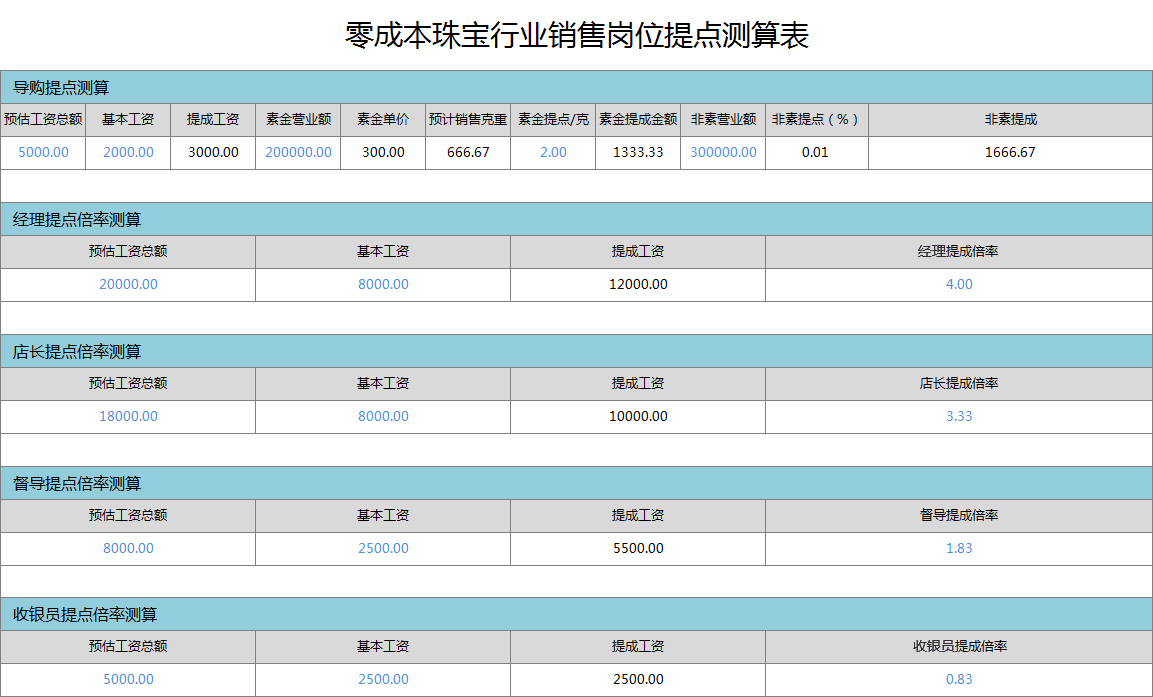 零成本珠宝行业销售岗位提点测算表
导购提点测算
预估工资总额 基本工资 提成工资 素金营业额 素金单价 预计销售克重 素金提点/克 素金提成金额 非素营业额 非素提点（%） 非素提成
5000.00 2000.00 3000.00 200000.00 300.00 666.67 2.00 1333.33 300000.00 0.01 1666.67
经理提点倍率测算
预估工资总额 基本工资 提成工资 经理提成倍率
20000.00 8000.00 12000.00 4.00
店长提点倍率测算
预估工资总额 基本工资 提成工资 店长提成倍率
18000.00 8000.00 10000.00 3.33
督导提点倍率测算
预估工资总额 基本工资 提成工资 督导提成倍率
8000.00 2500.00 5500.00 1.83
收银员提点倍率测算
预估工资总额 基本工资 提成工资 收银员提成倍率
5000.00 2500.00 2500.00 0.83